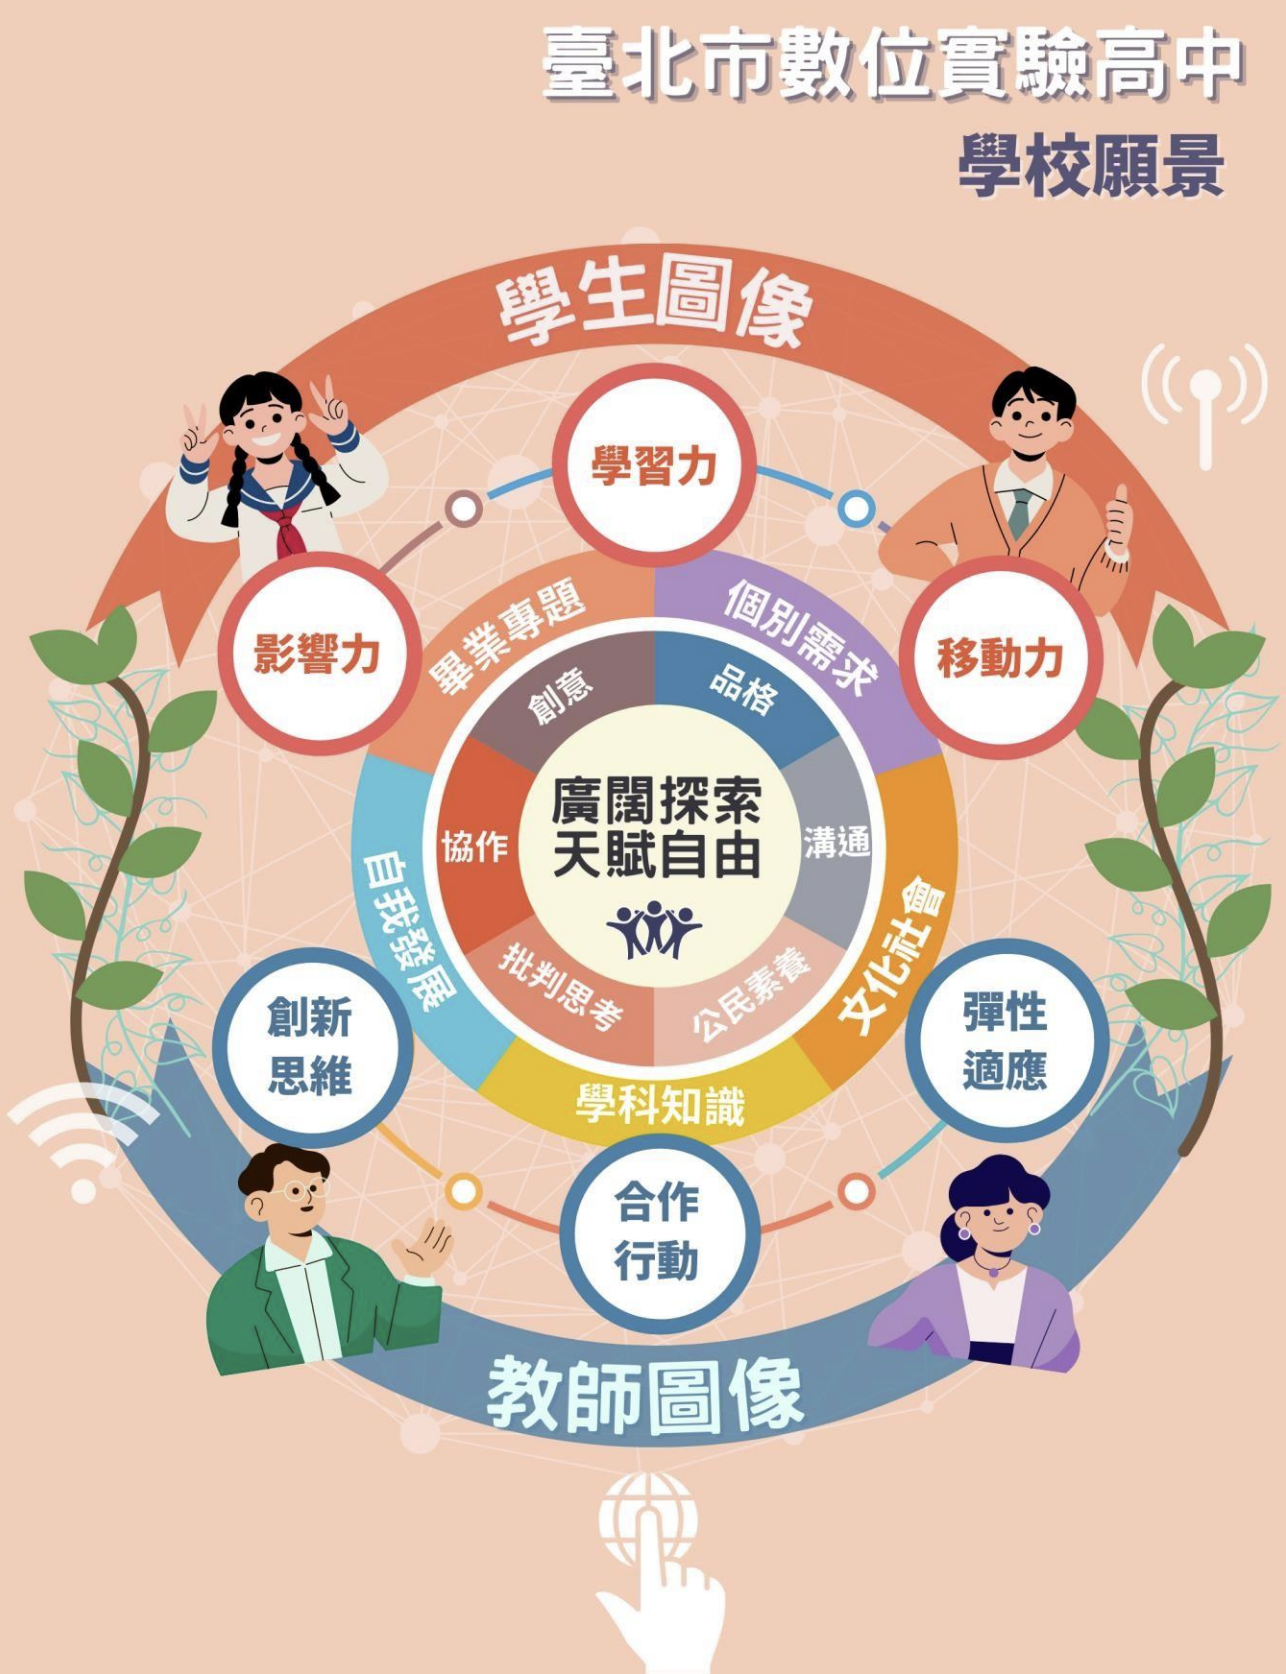 臺北市數位實驗高中
學校願景
學生圖像
學習力
影響力
移動力
畢業專題
個別需求
創意
品格
廣闊探索
天賦自由
協作
溝通
自我發展
文化社會
批判思考
公民素養
學科知識
創新
思維
彈性
適應
合作
行動
教師圖像